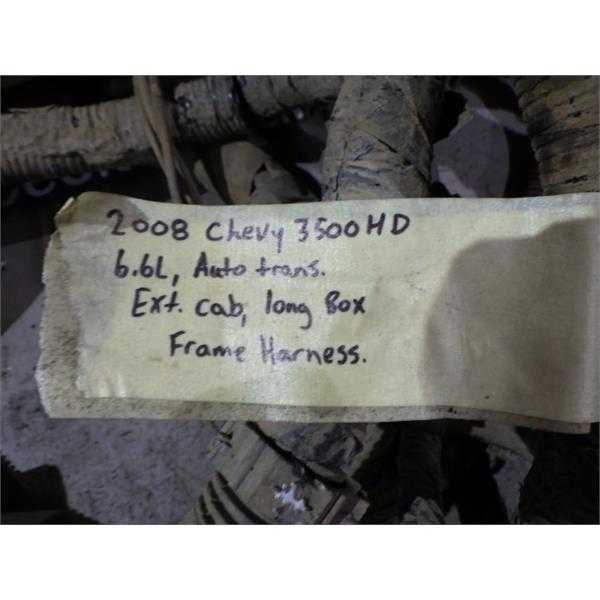 2008 Chevy 3500HD
6.6L, Auto trans.
Ext. cab, long Box
Frame Harness.